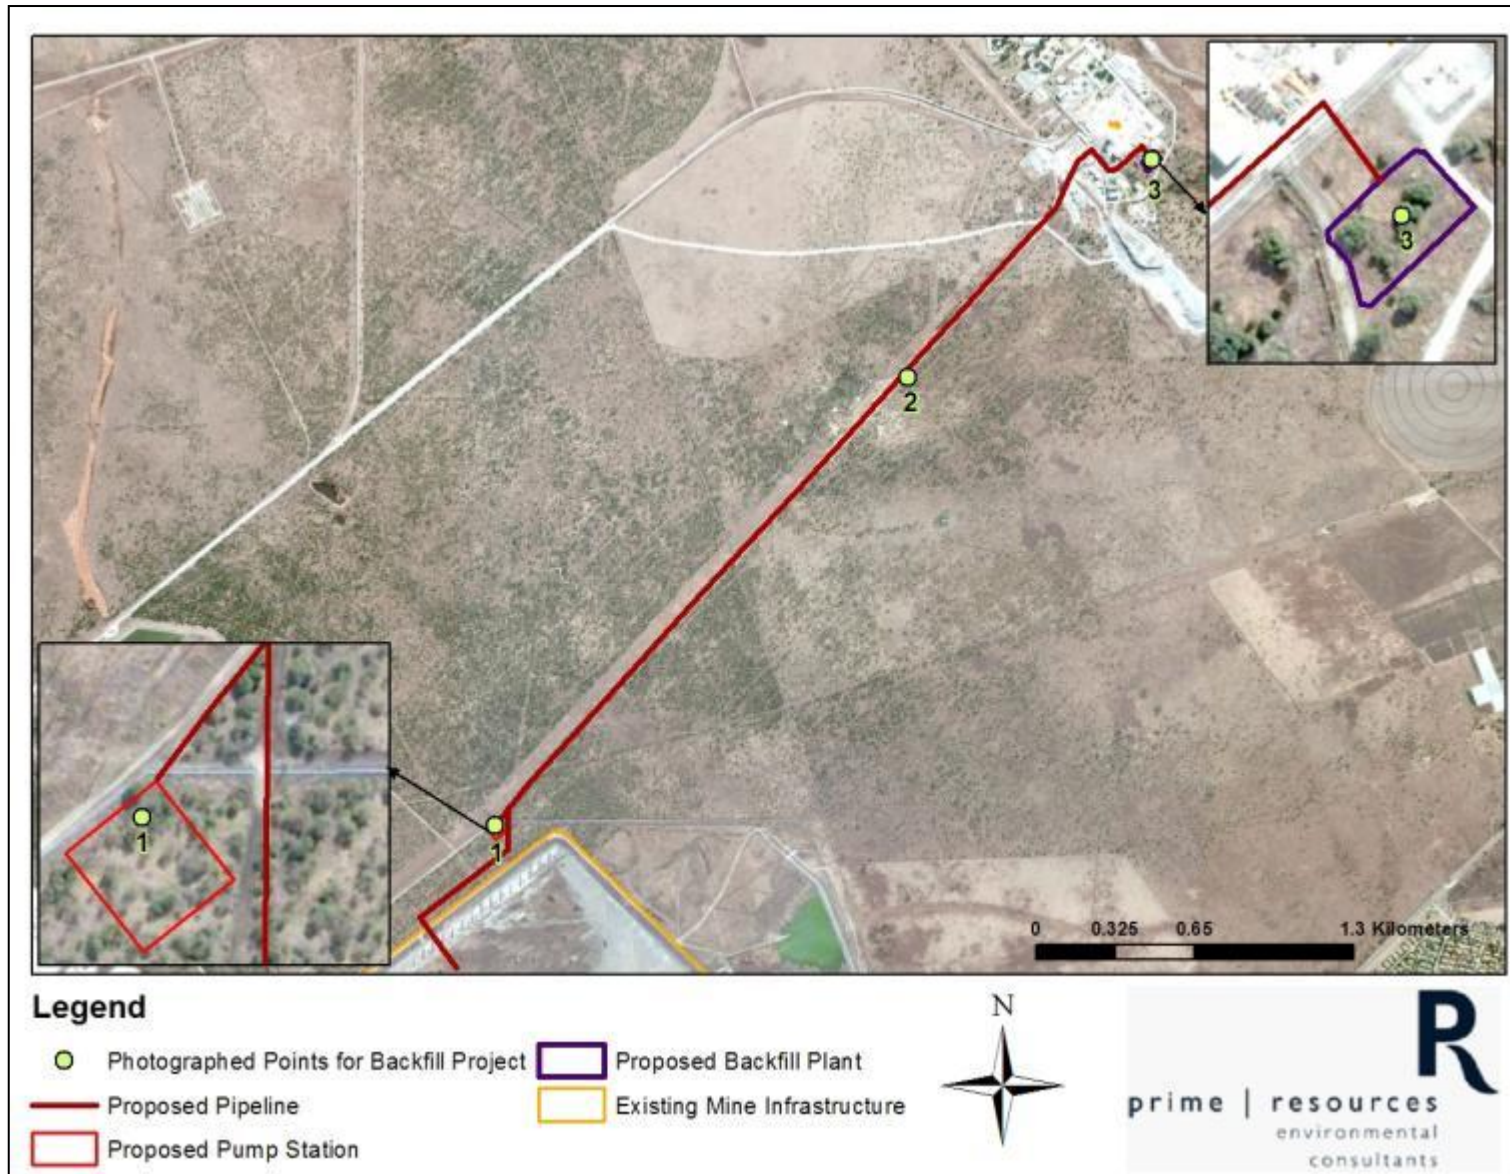 3
3
2
1
1
0 0.325 0.65 1.3 Kilometers
Legend
N
Photographed Points for Backfill Project
Proposed Backfill Plant
Proposed Pipeline
Existing Mine Infrastructure
Proposed Pump Station
R
prime | resources
environmental
consultants